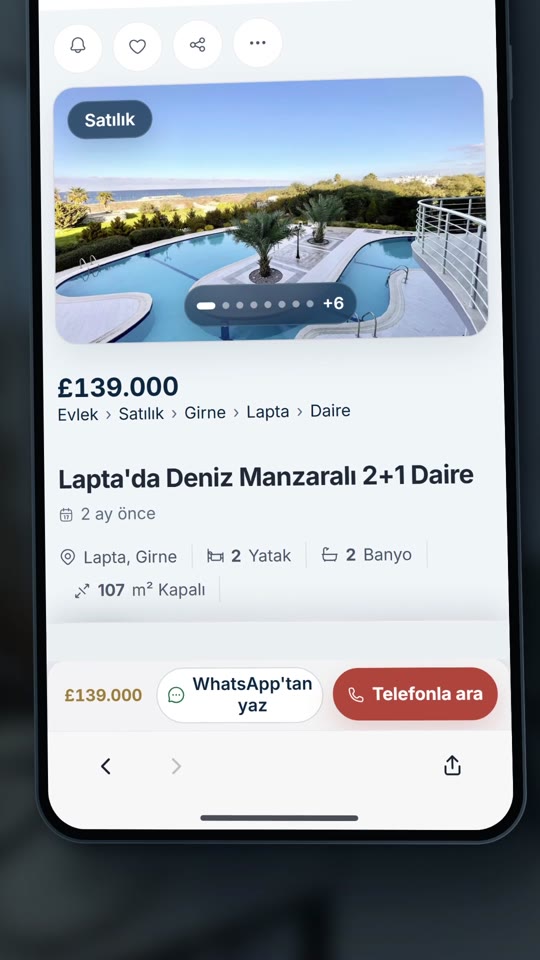 Satılık
+6
£139.000
Evlek › Satılık › Girne › Lapta › Daire
Lapta'da Deniz Manzaralı 2+1 Daire
2 ay önce
Lapta, Girne
2 Yatak
2 Banyo
107 m² Kapalı
£139.000
WhatsApp'tan
yaz
Telefonla ara